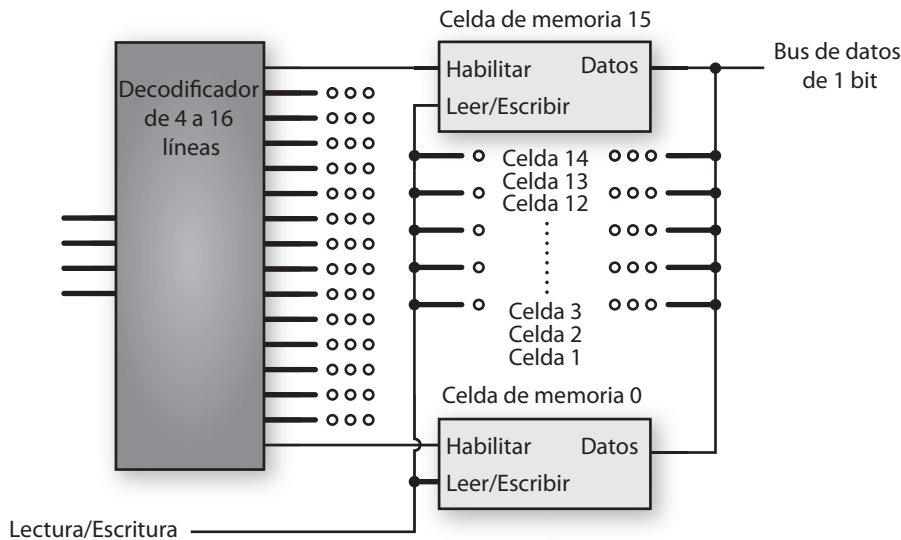 Celda de memoria 15
Decodificador
de 4 a 16
líneas
Habilitar
Datos
Leer/Escribir
Bus de datos
de 1 bit
Celda 14
Celda 13
Celda 12
Celda 3
Celda 2
Celda 1
Celda de memoria 0
Habilitar
Datos
Leer/Escribir
Lectura/Escritura